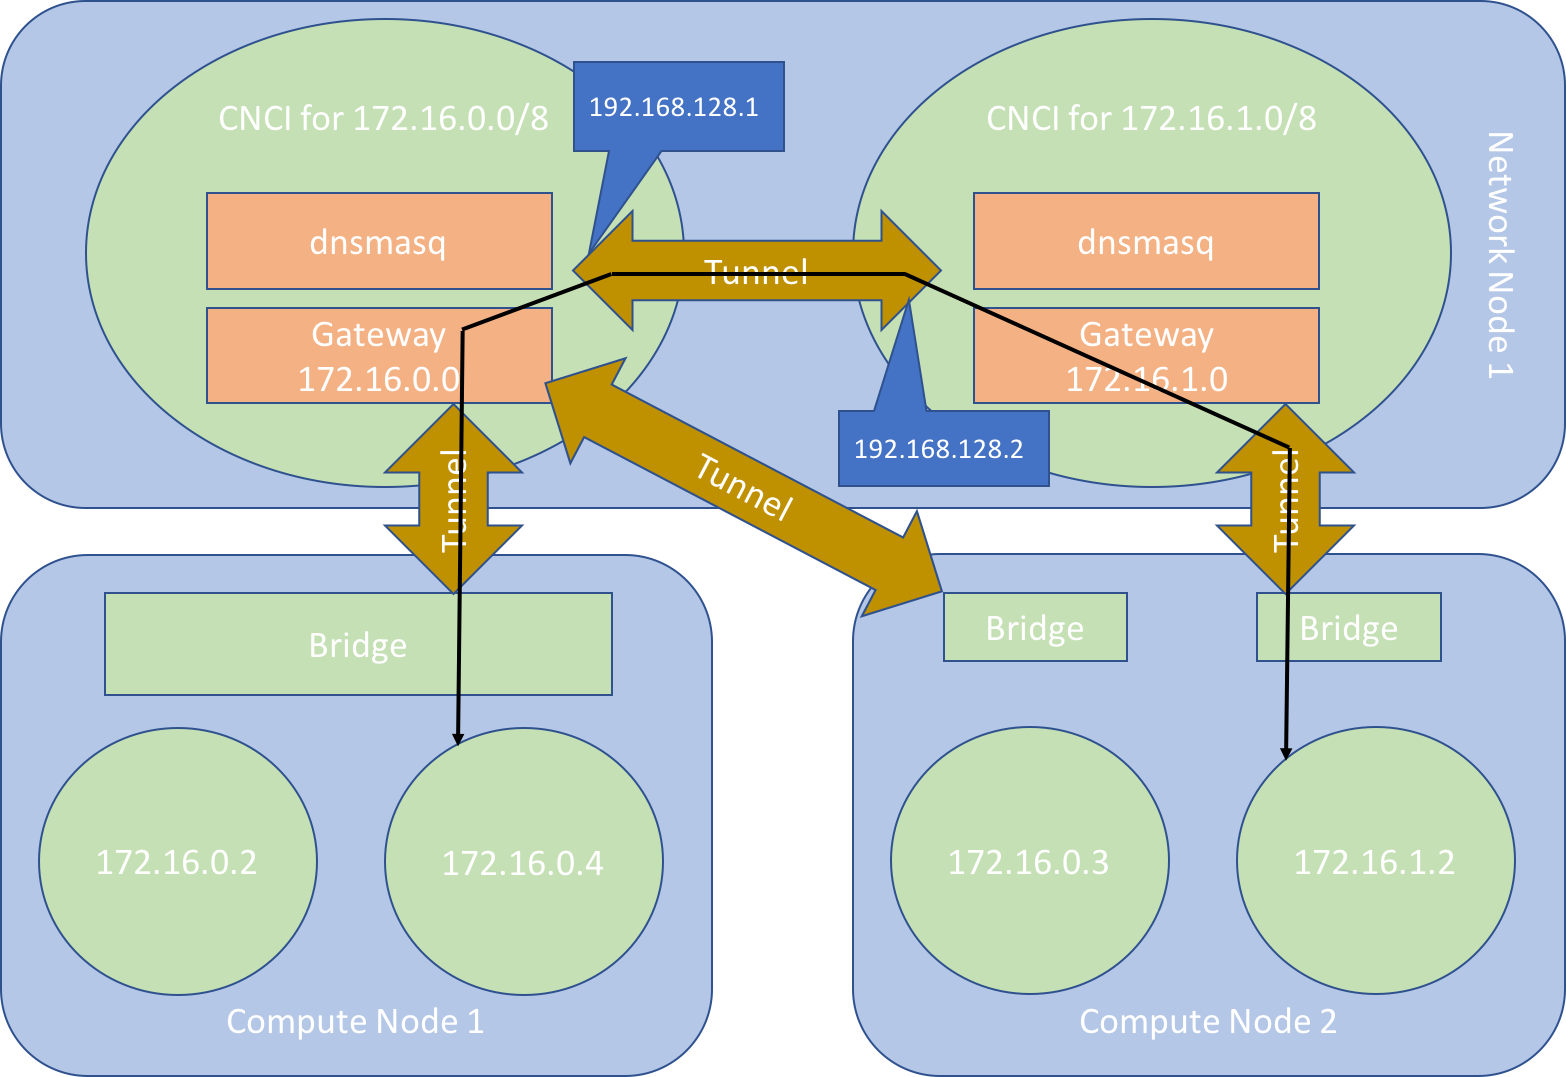 CNCI for 172.16.0.0/8
192.168.128.1
CNCI for 172.16.1.0/8
Network Node 1
dnsmasq
Tunnel
dnsmasq
Gateway
172.16.0.0
Gateway
172.16.1.0
192.168.128.2
Tunnel
Tunnel
Tunnel
Bridge
Bridge
Bridge
172.16.0.2
172.16.0.4
172.16.0.3
172.16.1.2
Compute Node 1
Compute Node 2